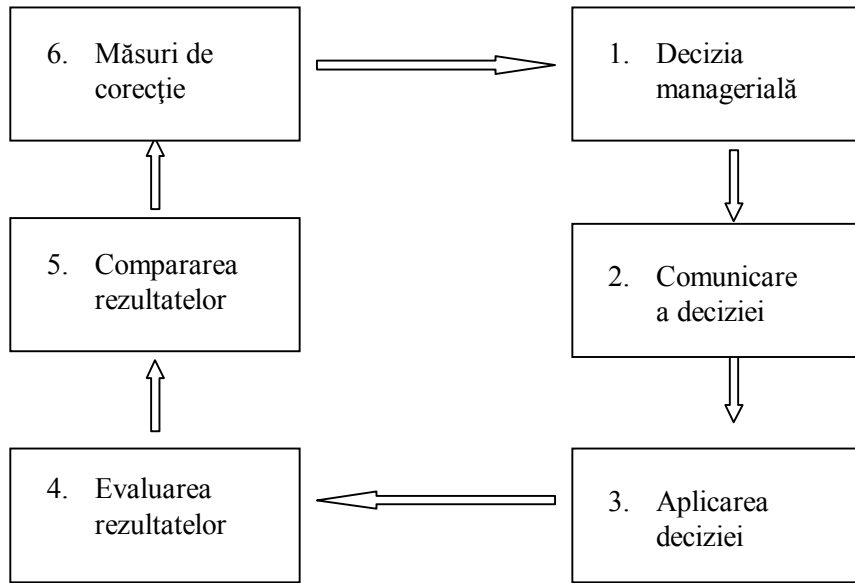 6. Măsuri de
corecţie
1. Decizia
managerială
5. Compararea
rezultatelor
2. Comunicare
a deciziei
4. Evaluarea
rezultatelor
3. Aplicarea
deciziei